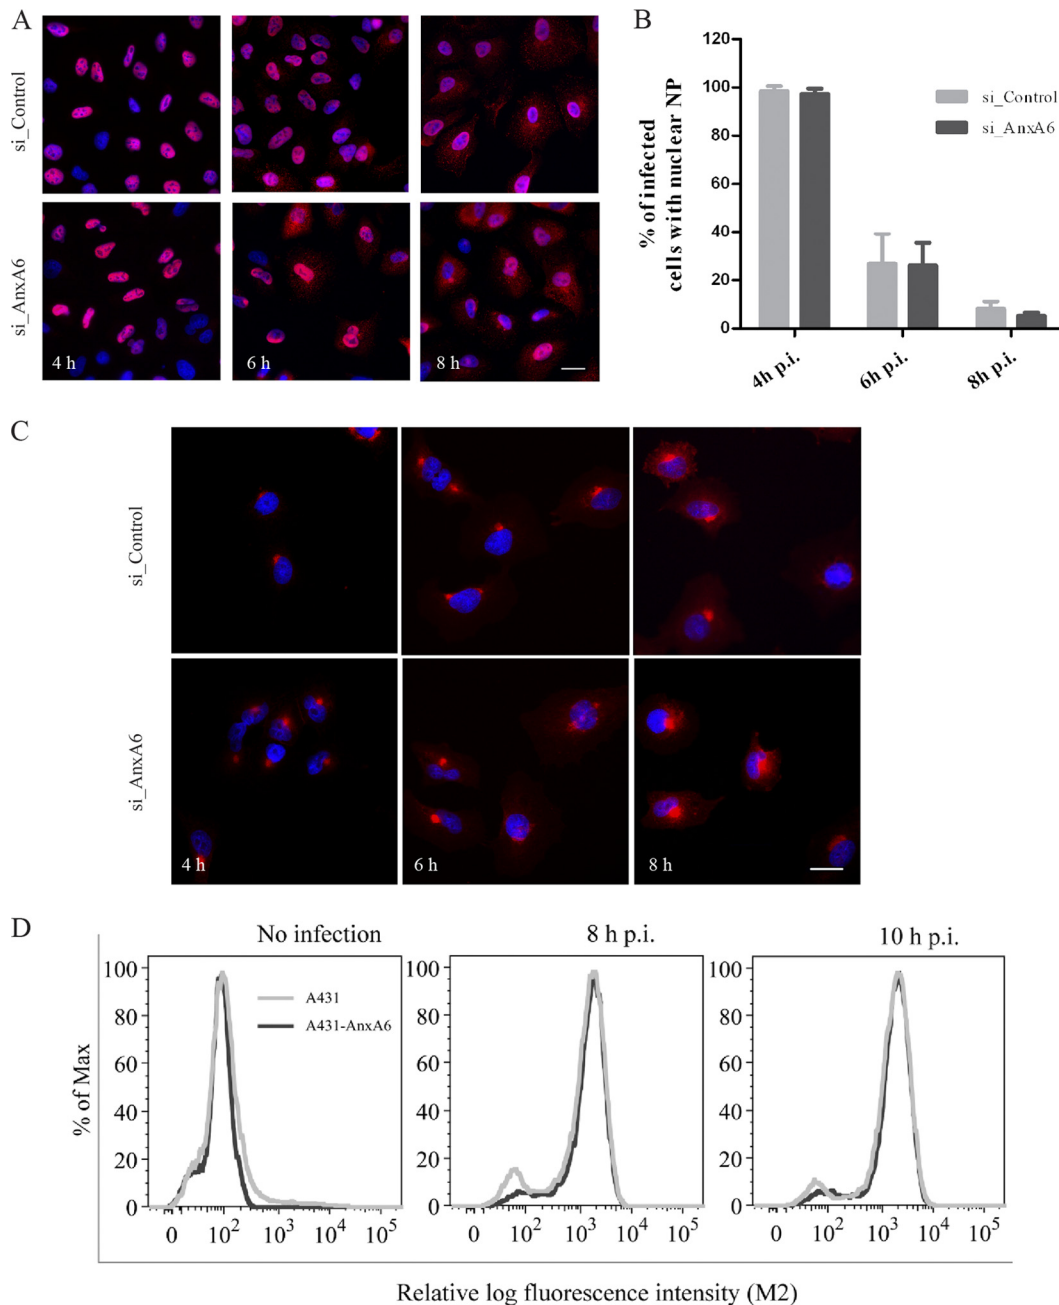 A
si_Control
si_AnxA6
4 h
6 h
8 h
B
% of infected
cells with nuclear NP
120
100
80
60
40
20
0
si_Control
si_AnxA6
4h p.i.
6h p.i.
8h p.i.
C
si_Control
si_AnxA6
4 h
6 h
8 h
D
No infection
8 h p.i.
10 h p.i.
% of Max
100
80
60
40
20
0
A431
A431-AnxA6
0 10² 10³ 10⁴ 10⁵
100
80
60
40
20
0
0 10² 10³ 10⁴ 10⁵
100
80
60
40
20
0
0 10² 10³ 10⁴ 10⁵
Relative log fluorescence intensity (M2)